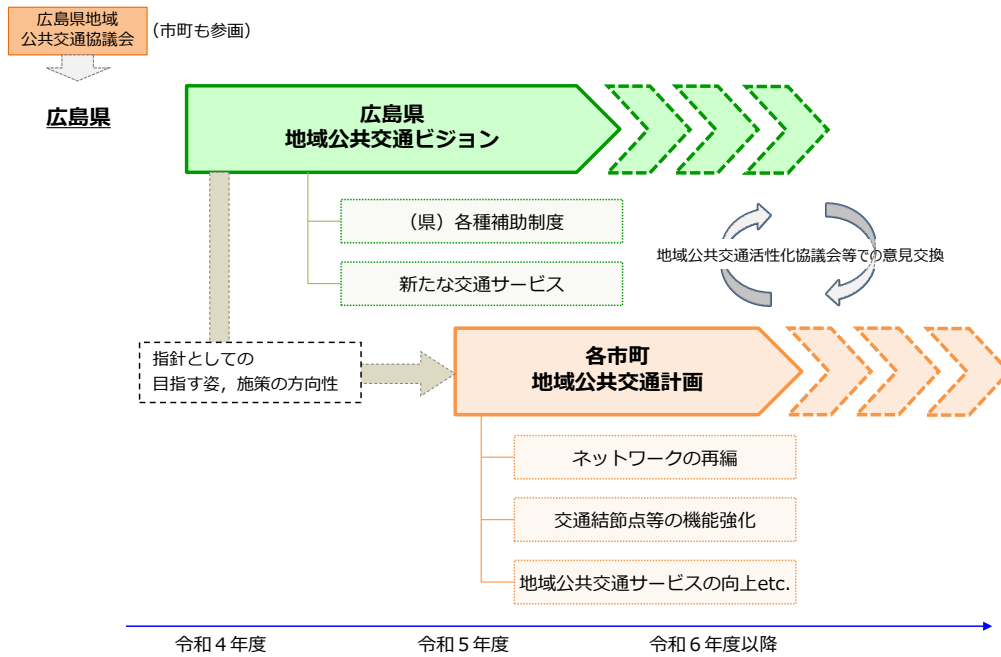 広島県地域
公共交通協議会
(市町も参画)
広島県
広島県
地域公共交通ビジョン
(県)各種補助制度
新たな交通サービス
地域公共交通活性化協議会等での意見交換
指針としての
目指す姿,施策の方向性
各市町
地域公共交通計画
ネットワークの再編
交通結節点等の機能強化
地域公共交通サービスの向上etc.
令和4年度
令和5年度
令和6年度以降